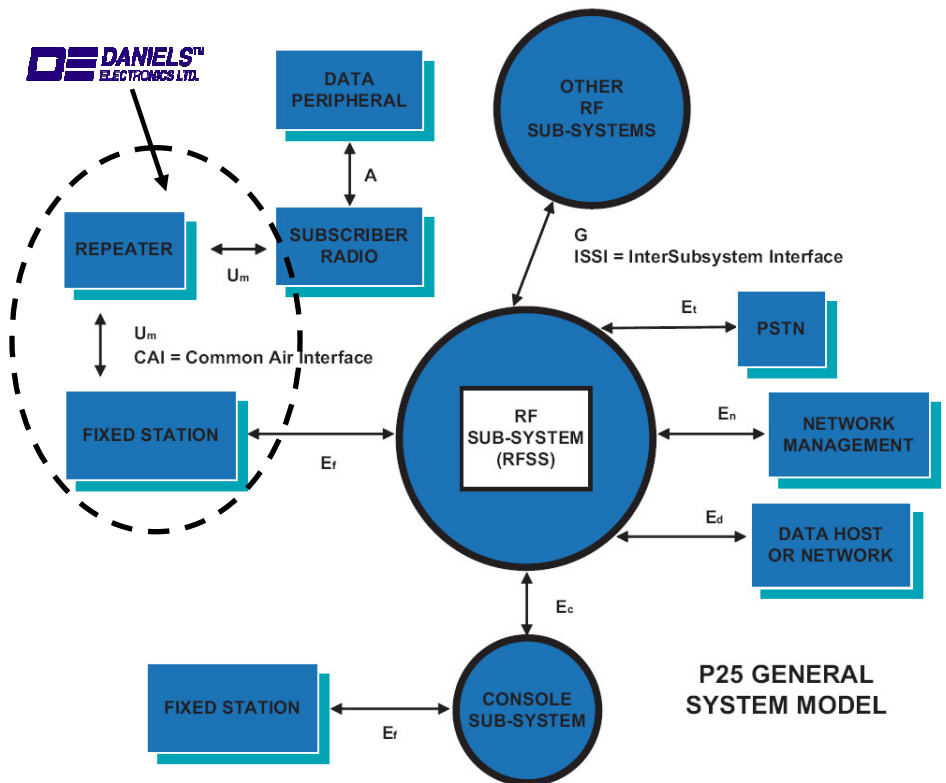 DE DANIELS™
ELECTRONICS LTD.
DATA
PERIPHERAL
OTHER
RF
SUB-SYSTEMS
A
REPEATER
Um
SUBSCRIBER
RADIO
G
ISSI = InterSubsystem Interface
Um
CAI = Common Air Interface
Et
PSTN
FIXED STATION
Ef
RF
SUB-SYSTEM
(RFSS)
En
NETWORK
MANAGEMENT
Ed
DATA HOST
OR NETWORK
Ec
FIXED STATION
Ef
CONSOLE
SUB-SYSTEM
P25 GENERAL
SYSTEM MODEL